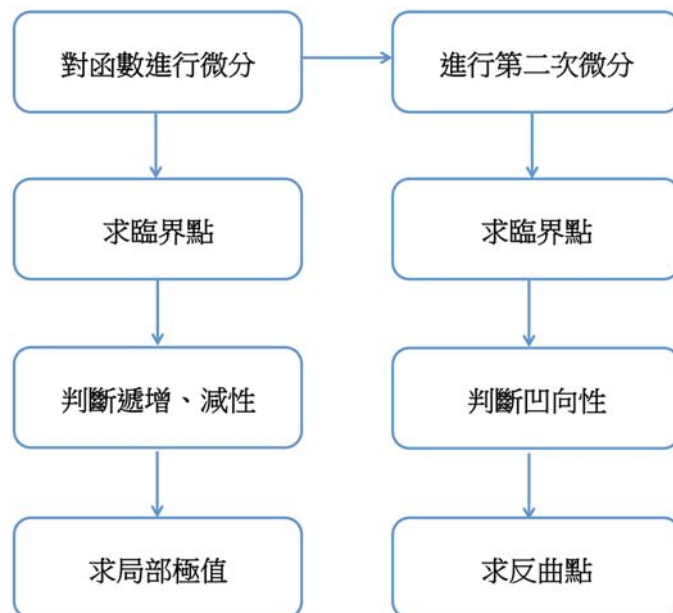 對函數進行微分
進行第二次微分
求臨界點
求臨界點
判斷遞增、減性
判斷凹向性
求局部極值
求反曲點